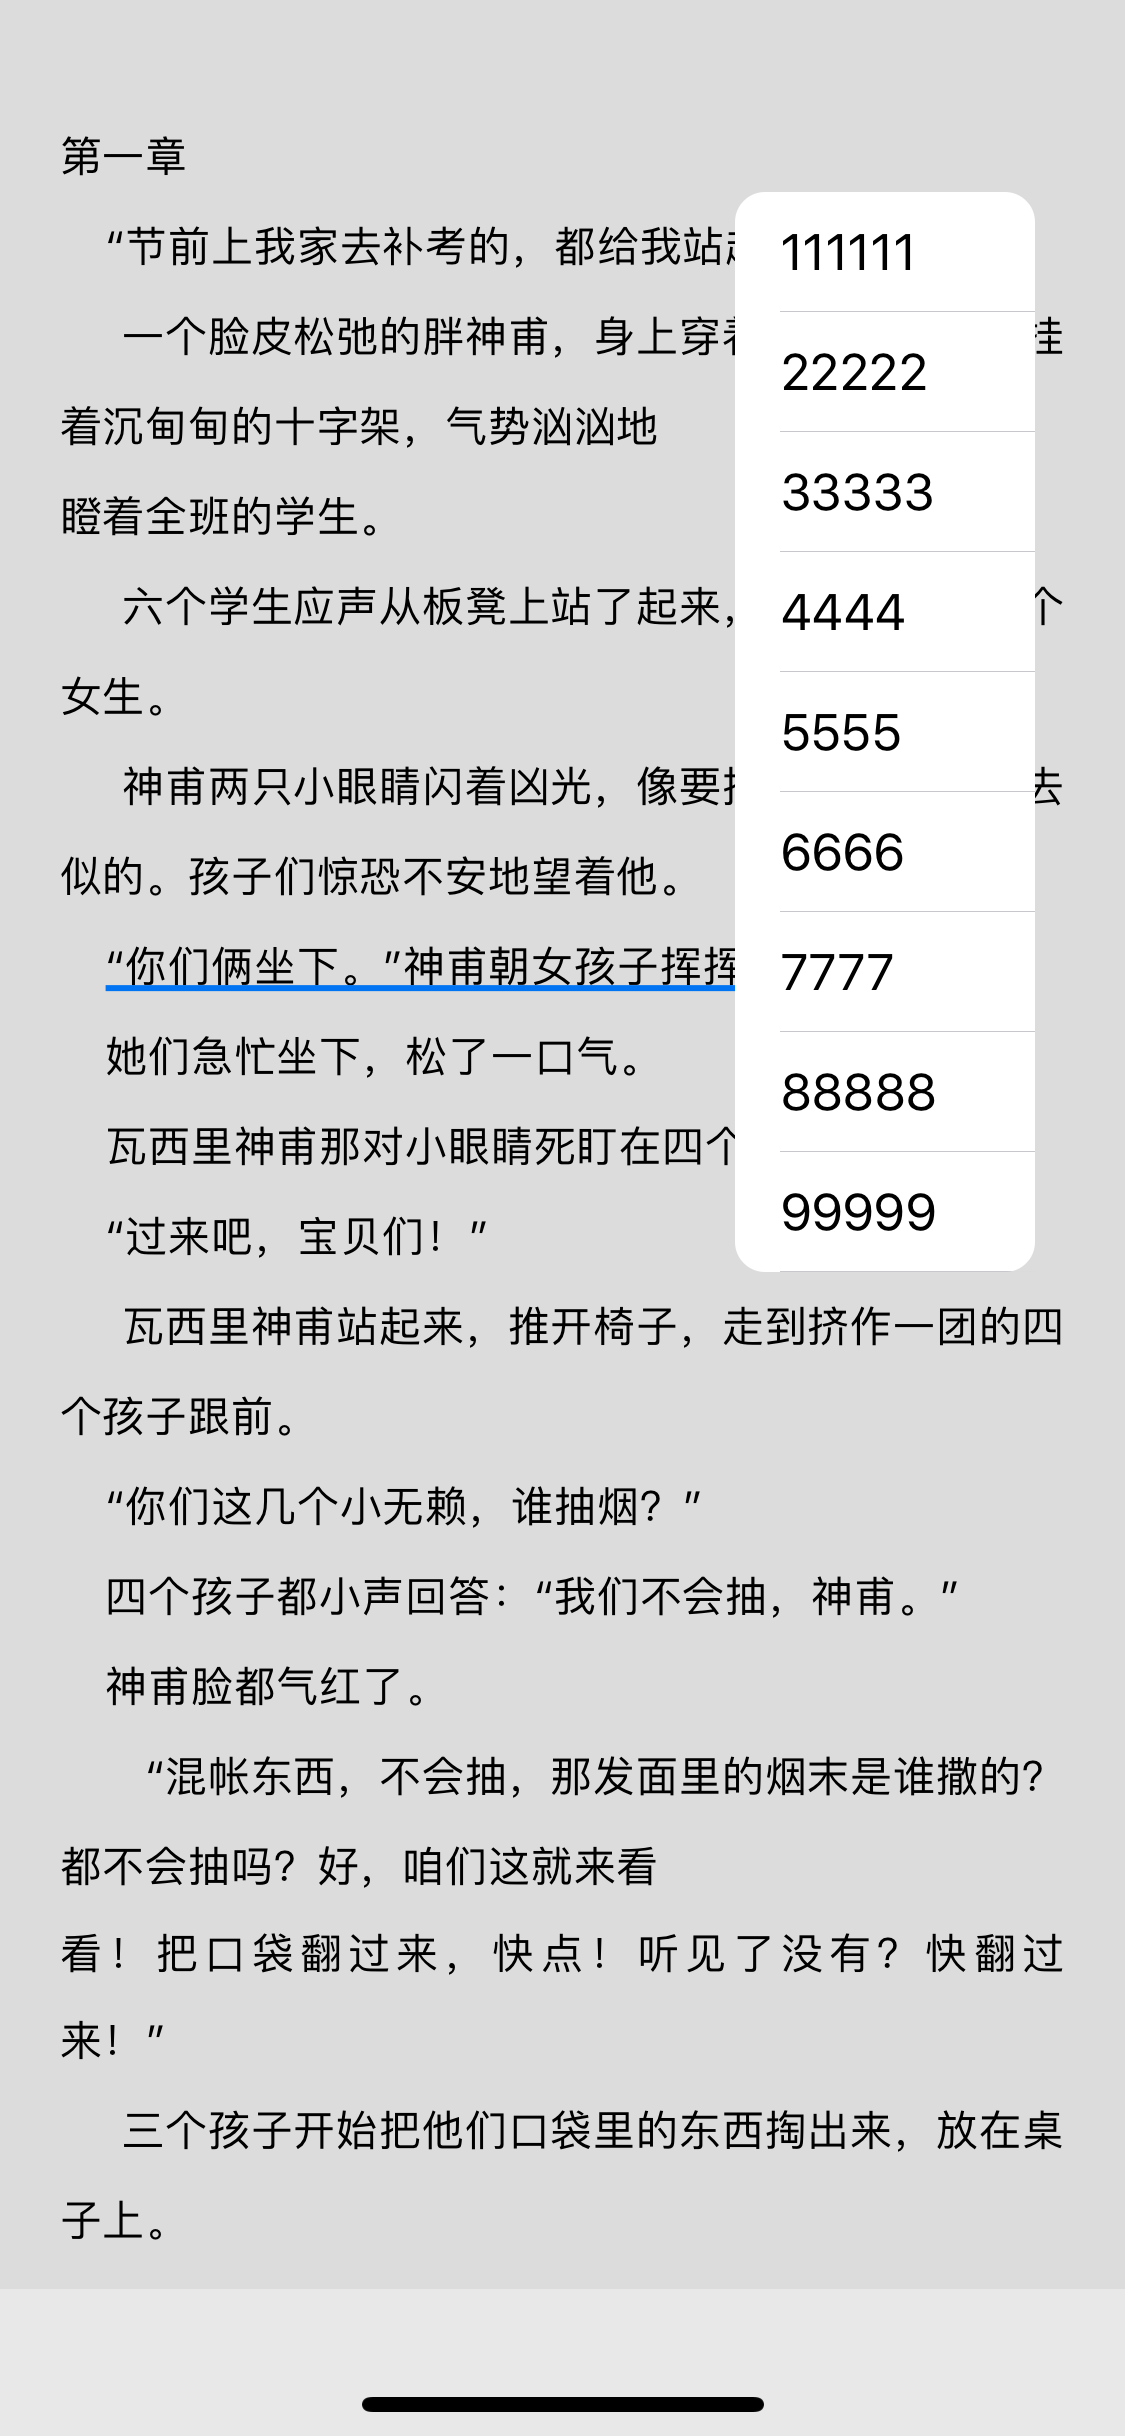 第一章
“节前上我家去补考的，都给我站
一个脸皮松弛的胖神甫，身上穿 挂
着沉甸甸的十字架，气势汹汹地
瞪着全班的学生。
六个学生应声从板凳上站了起来， 个
女生。
神甫两只小眼睛闪着凶光，像要 去
似的。孩子们惊恐不安地望着他。
“你们俩坐下。”神甫朝女孩子挥挥
她们急忙坐下，松了一口气。
瓦西里神甫那对小眼睛死盯在四个
“过来吧，宝贝们！”
瓦西里神甫站起来，推开椅子，走到挤作一团的四
个孩子跟前。
“你们这几个小无赖，谁抽烟？”
四个孩子都小声回答：“我们不会抽，神甫。”
神甫脸都气红了。
“混帐东西，不会抽，那发面里的烟末是谁撒的？
都不会抽吗？好，咱们这就来看
看！把口袋翻过来，快点！听见了没有？快翻过
来！”
三个孩子开始把他们口袋里的东西掏出来，放在桌
子上。
111111
22222
33333
4444
5555
6666
7777
88888
99999